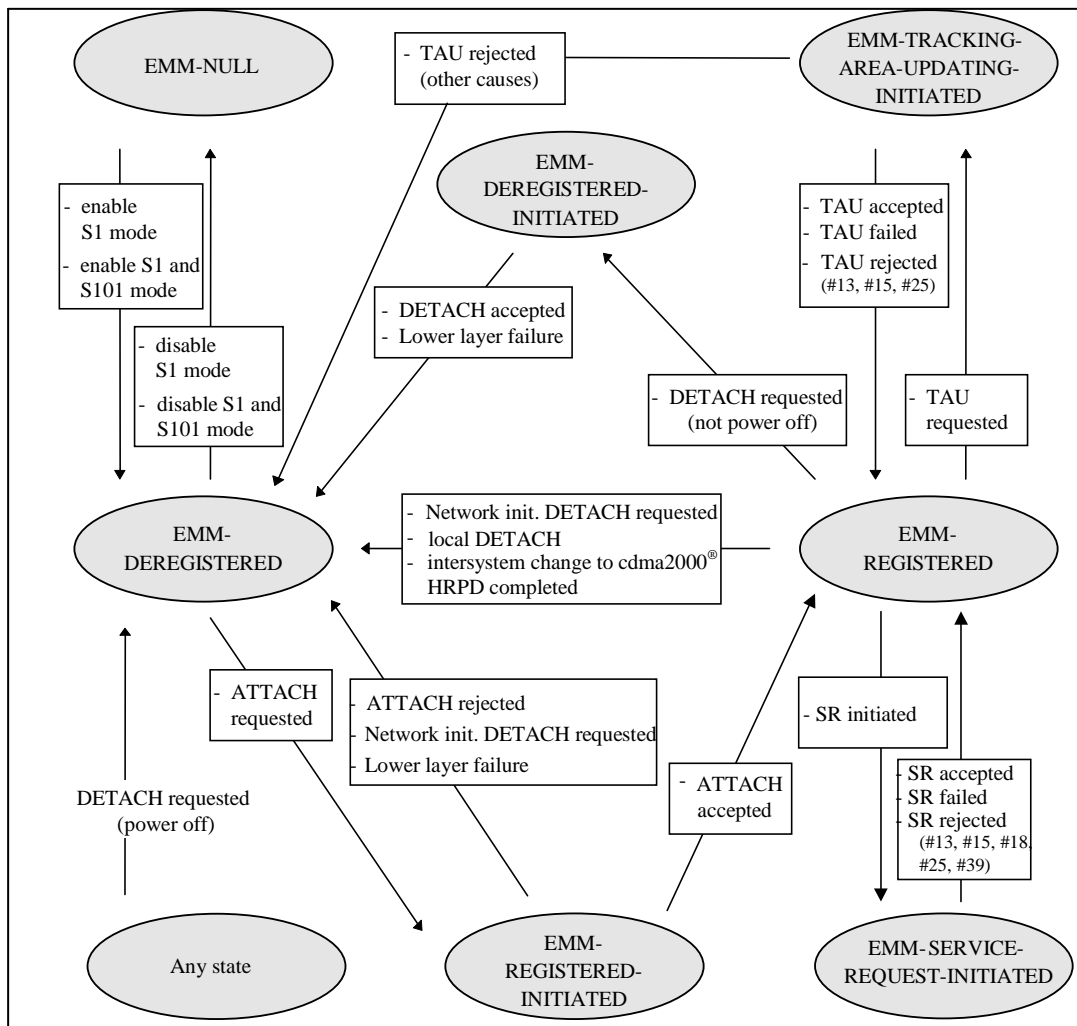 EMM-NULL
- TAU rejected
(other causes)
EMM-TRACKING-
AREA-UPDATING-
INITIATED
EMM-
DEREGISTERED-
INITIATED
- enable
S1 mode
- enable S1 and
S101 mode
- disable
S1 mode
- disable S1 and
S101 mode
- DETACH accepted
- Lower layer failure
- TAU accepted
- TAU failed
- TAU rejected
(#13, #15, #25)
- DETACH requested
(not power off)
- TAU
requested
EMM-
DEREGISTERED
- Network init. DETACH requested
- local DETACH
- intersystem change to cdma2000®
HRPD completed
EMM-
REGISTERED
- ATTACH
requested
- ATTACH rejected
- Network init. DETACH requested
- Lower layer failure
- ATTACH
accepted
- SR initiated
- SR accepted
- SR failed
- SR rejected
(#13, #15, #18,
#25, #39)
DETACH requested
(power off)
Any state
EMM-
REGISTERED-
INITIATED
EMM-SERVICE-
REQUEST-INITIATED